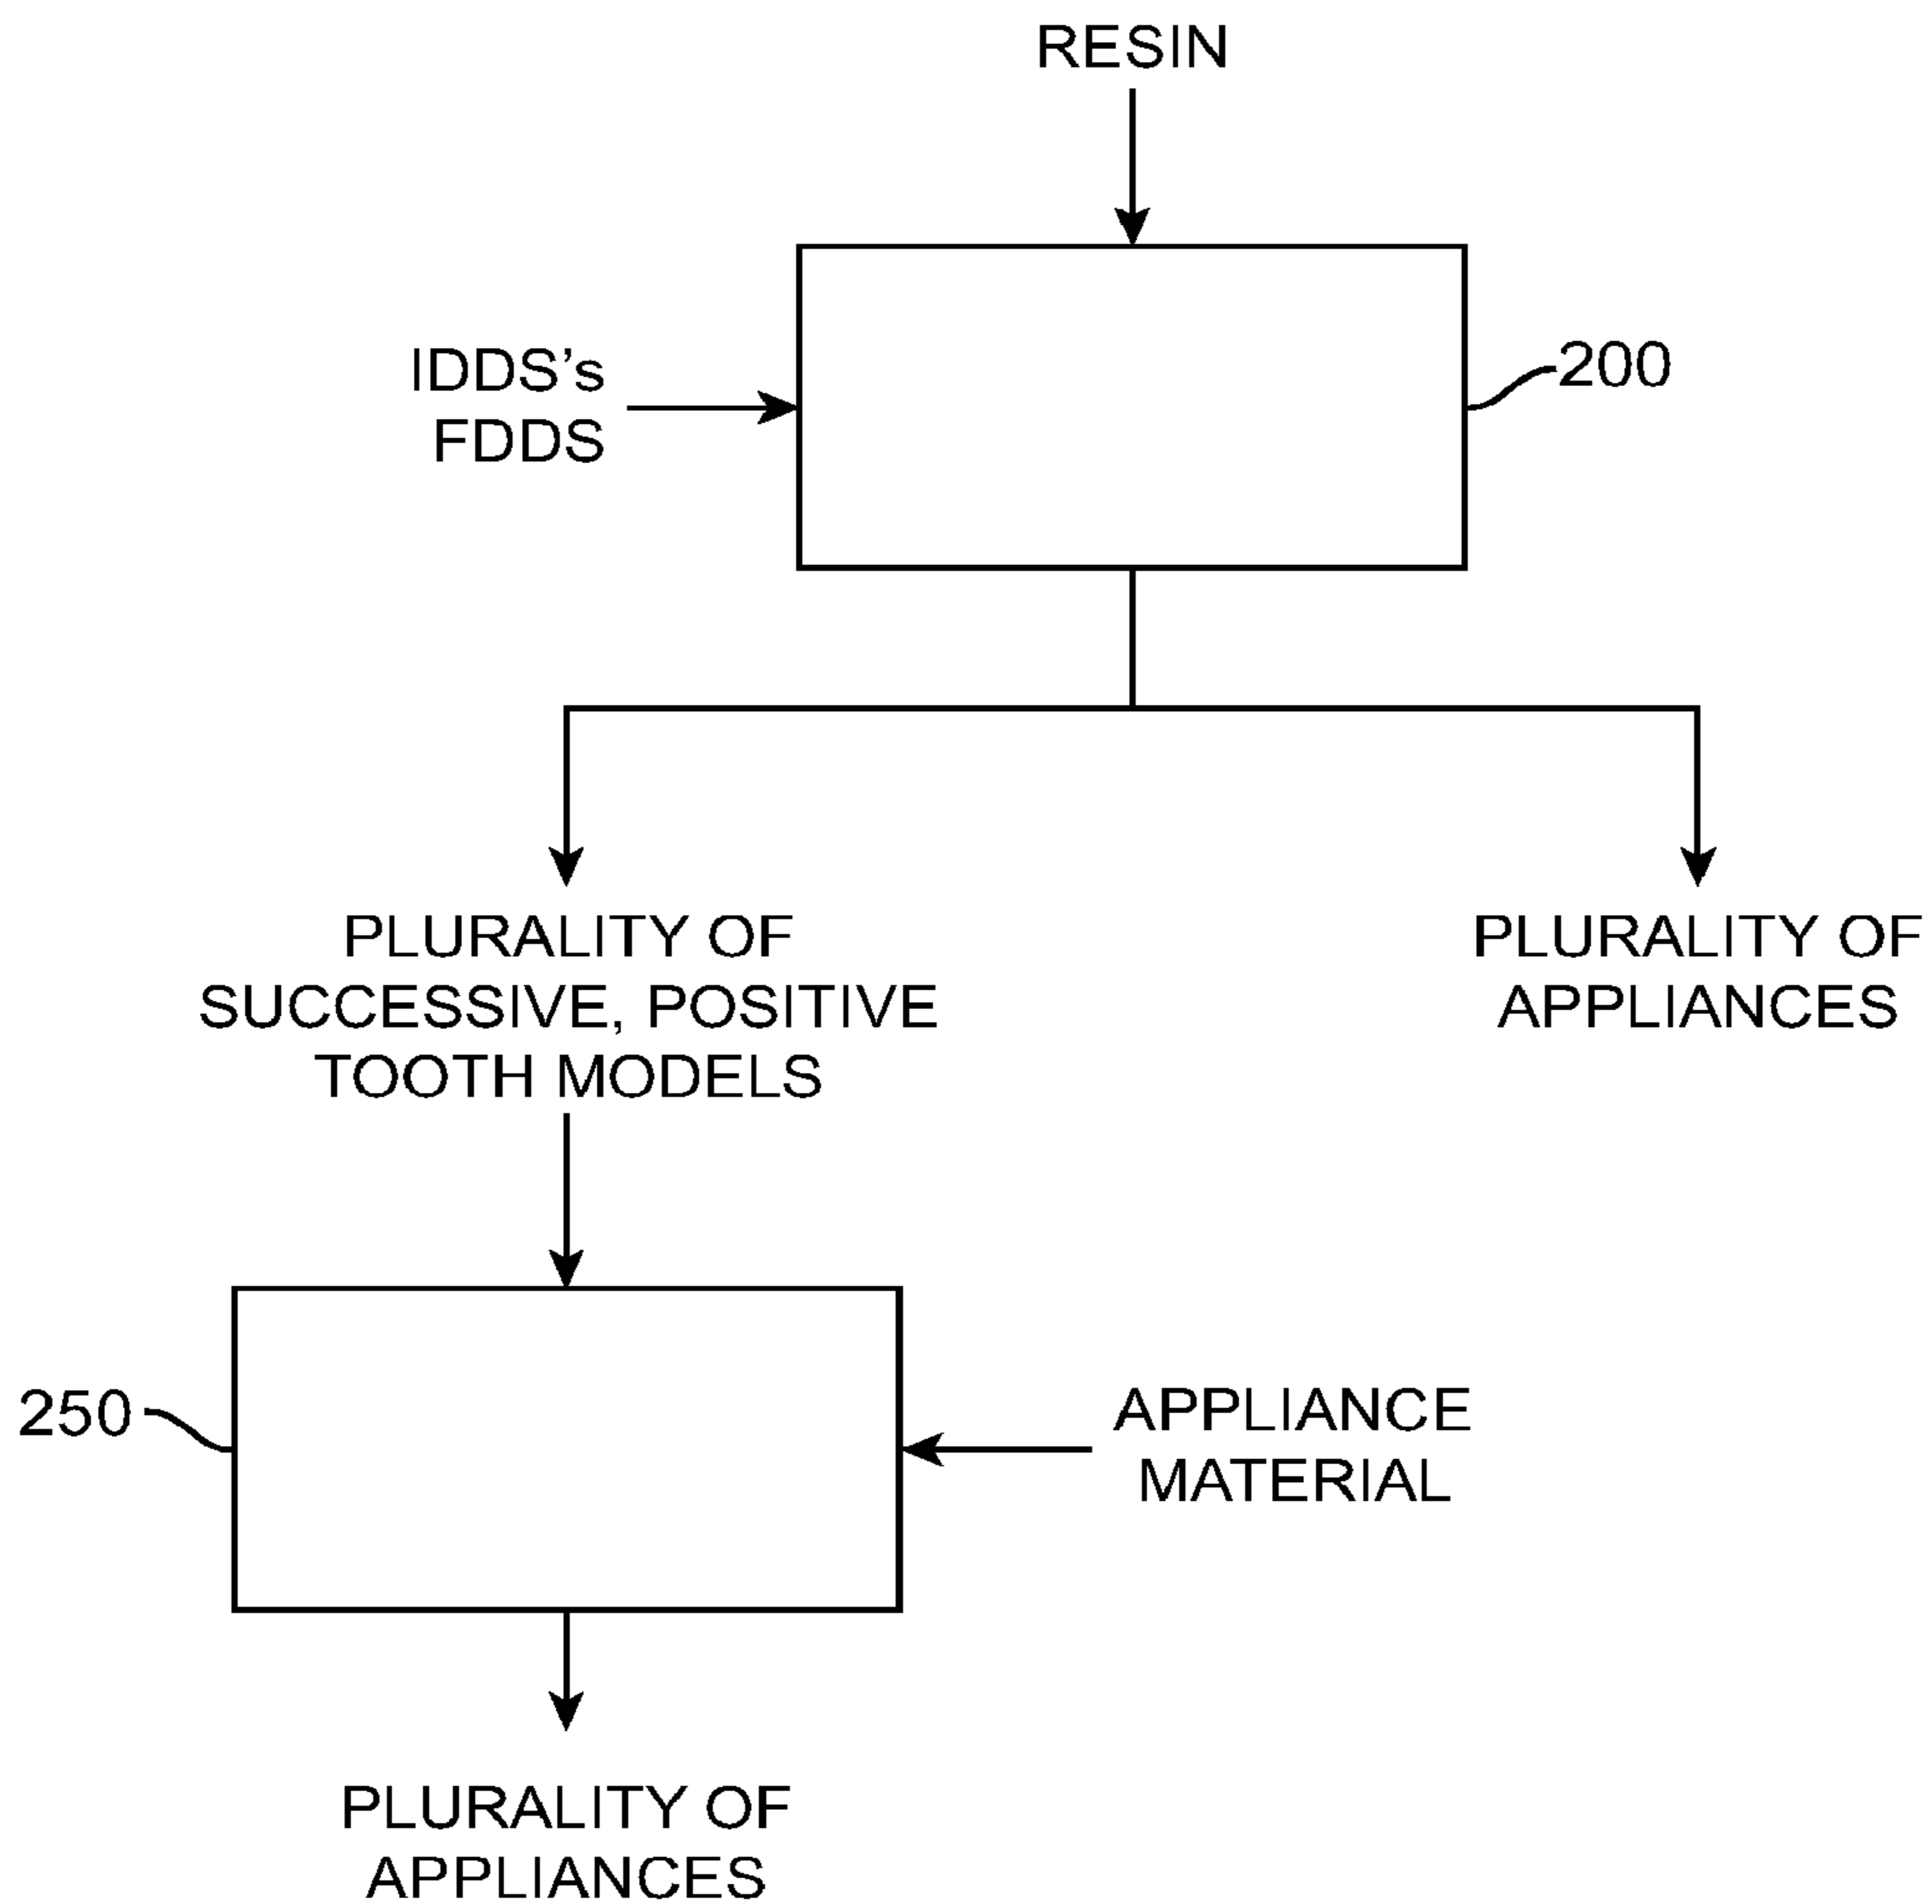 RESIN
IDDS’s
FDDS
200
PLURALITY OF
SUCCESSIVE, POSITIVE
TOOTH MODELS
PLURALITY OF
APPLIANCES
250
APPLIANCE
MATERIAL
PLURALITY OF
APPLIANCES